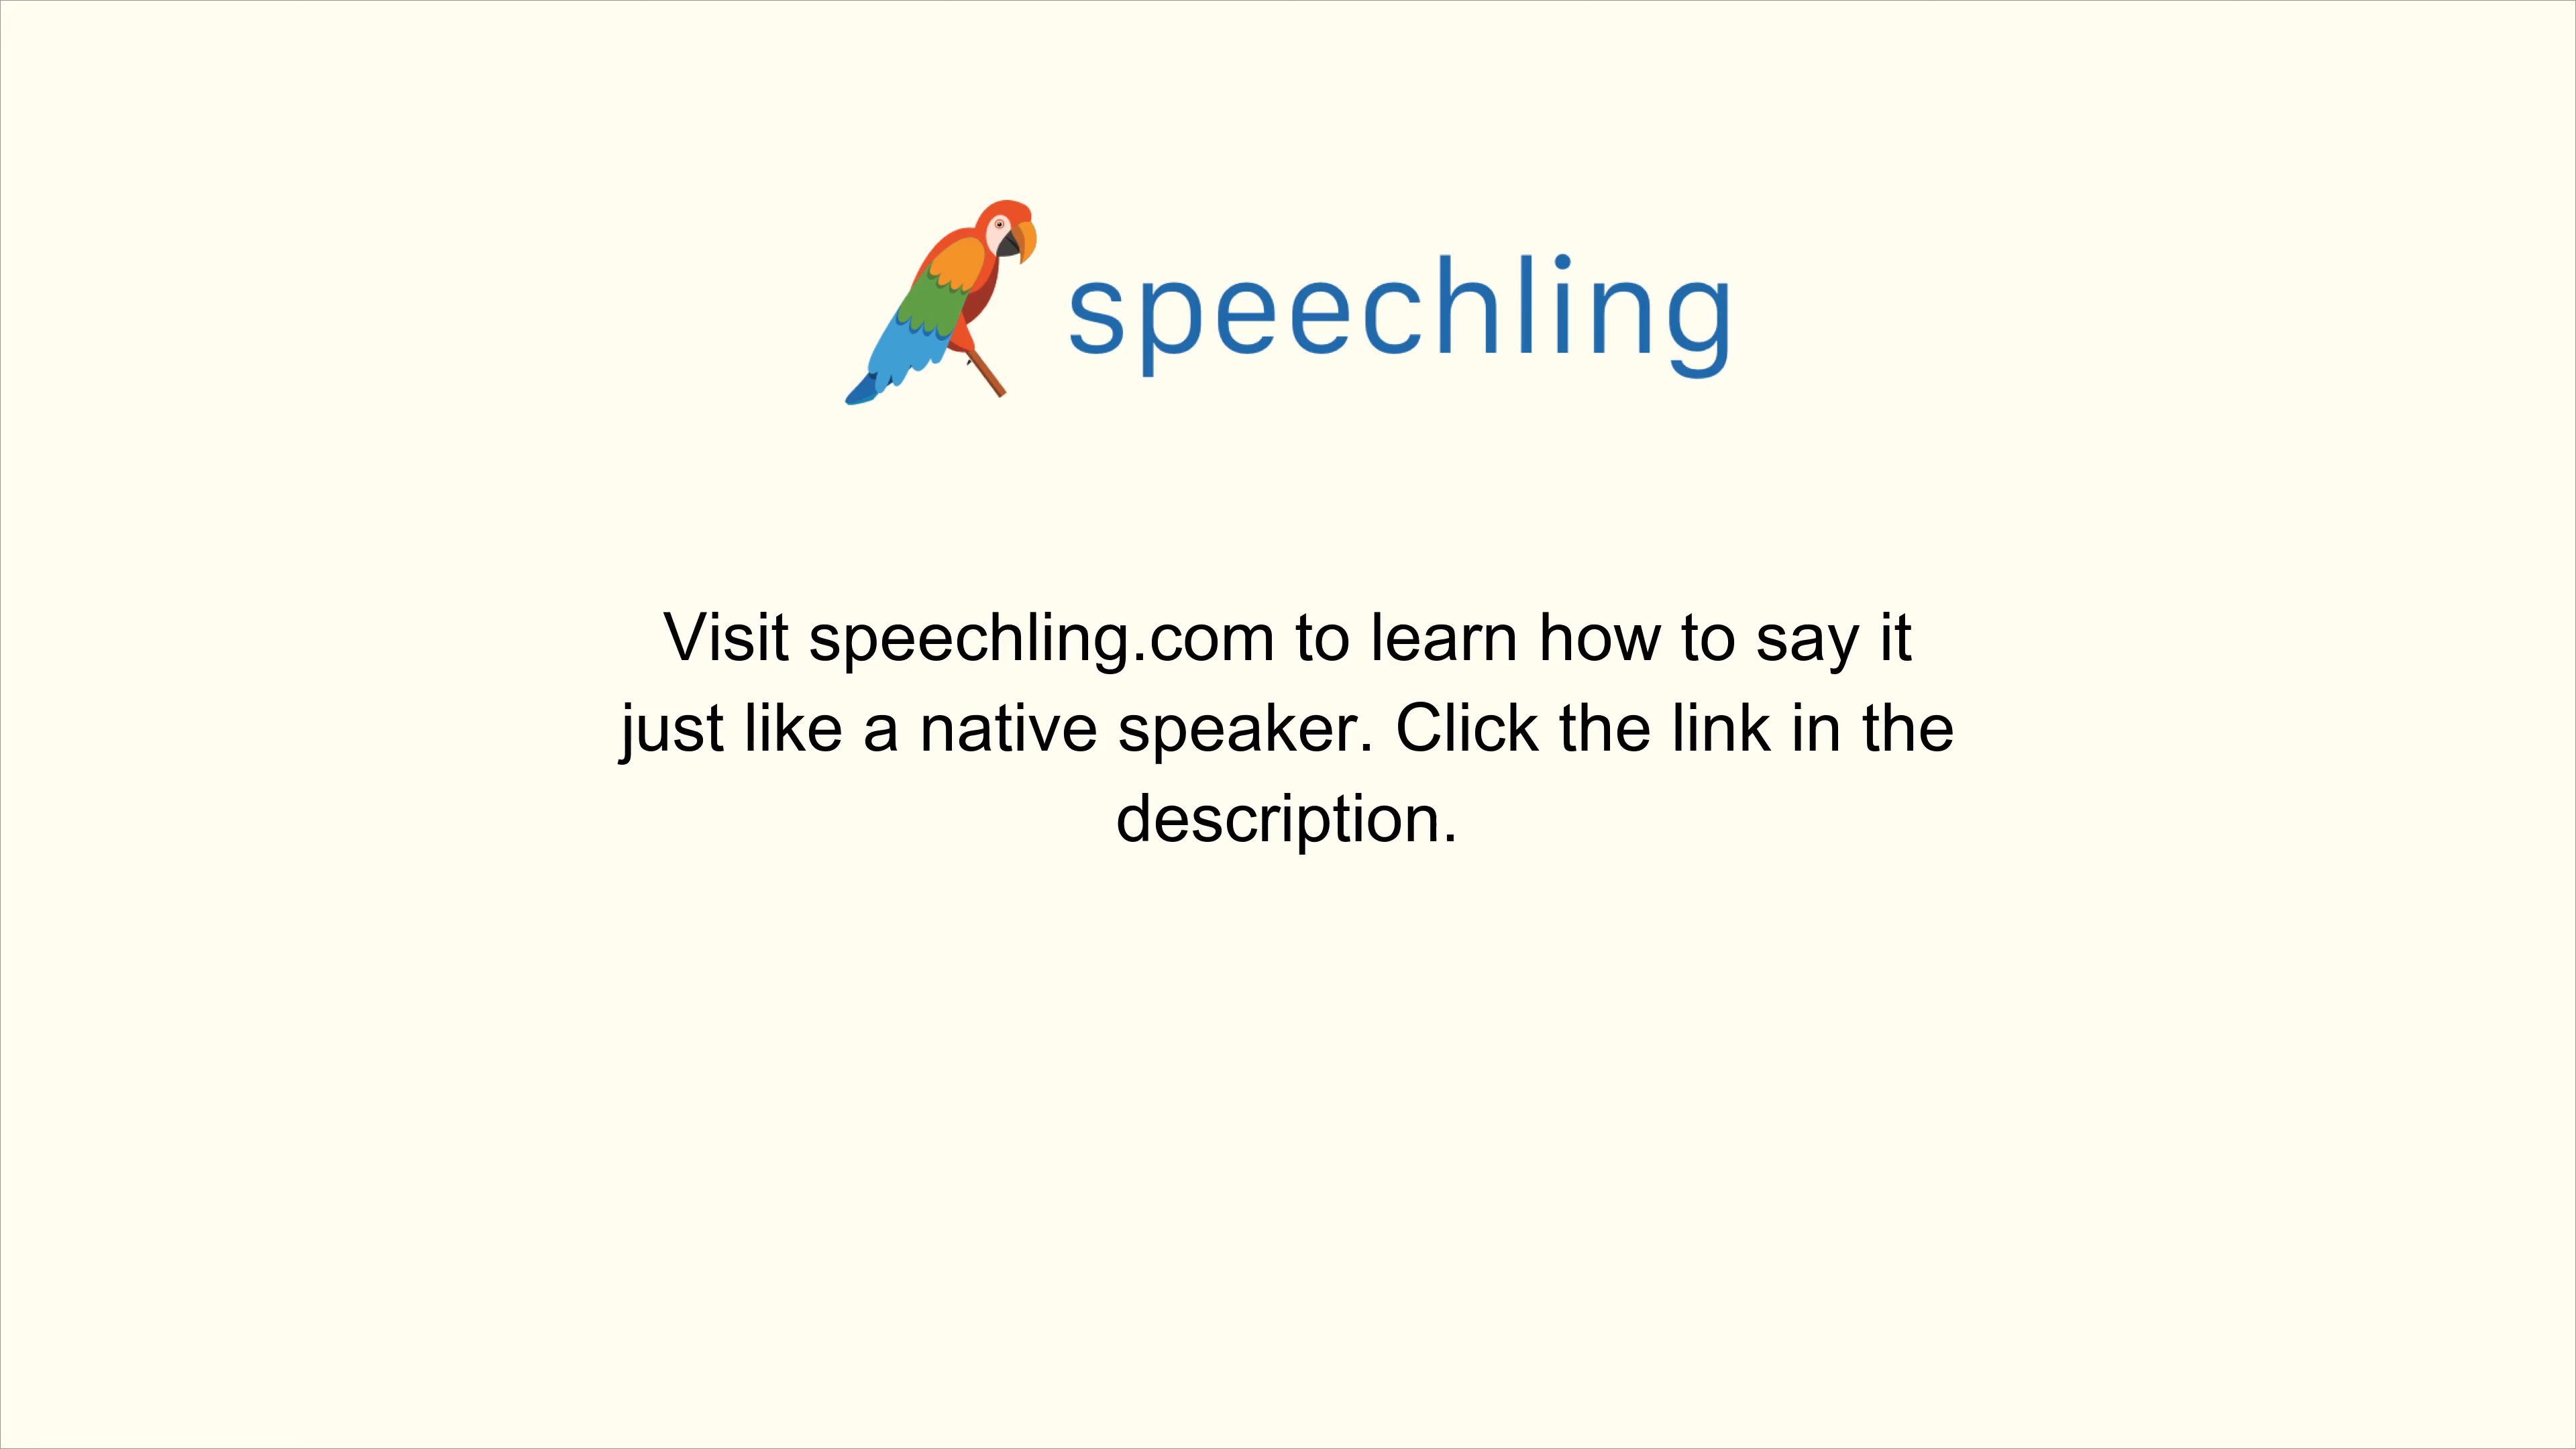 speechling
Visit speechling.com to learn how to say it
just like a native speaker. Click the link in the
description.